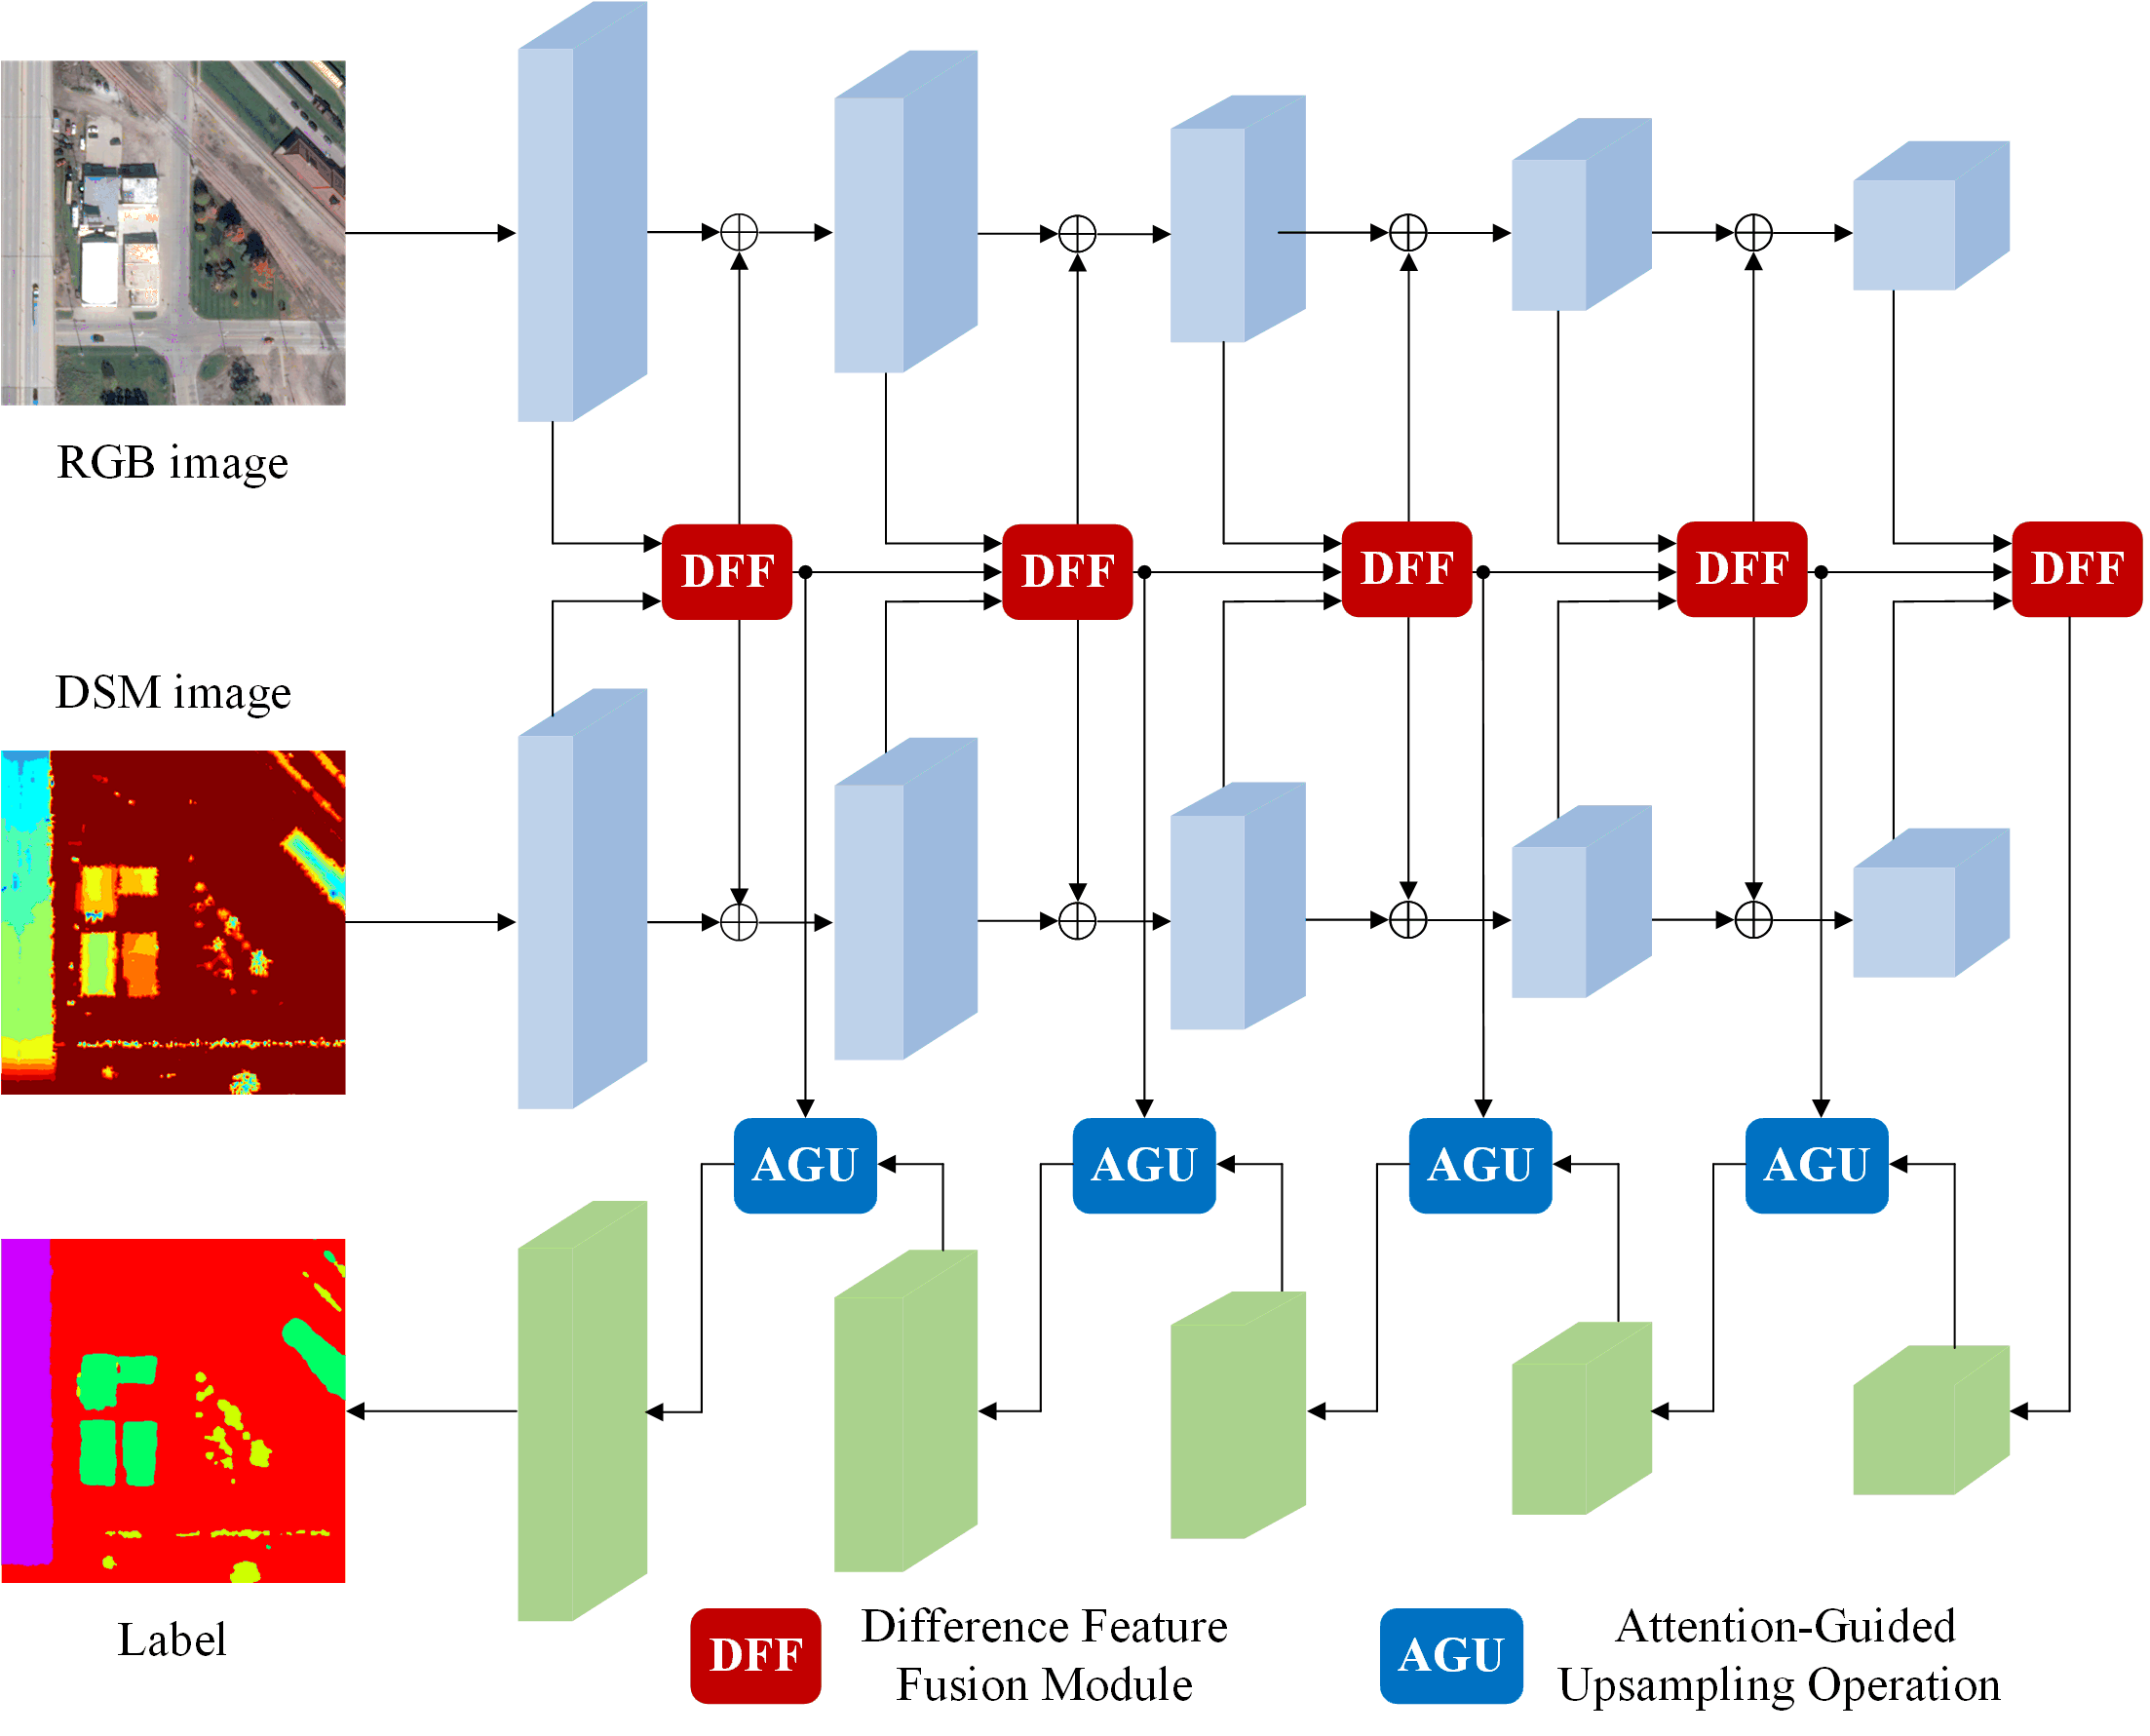 RGB image
DFF
DFF
DFF
DFF
DFF
DSM image
AGU
AGU
AGU
AGU
Label
DFF
Difference Feature
Fusion Module
AGU
Attention-Guided
Upsampling Operation